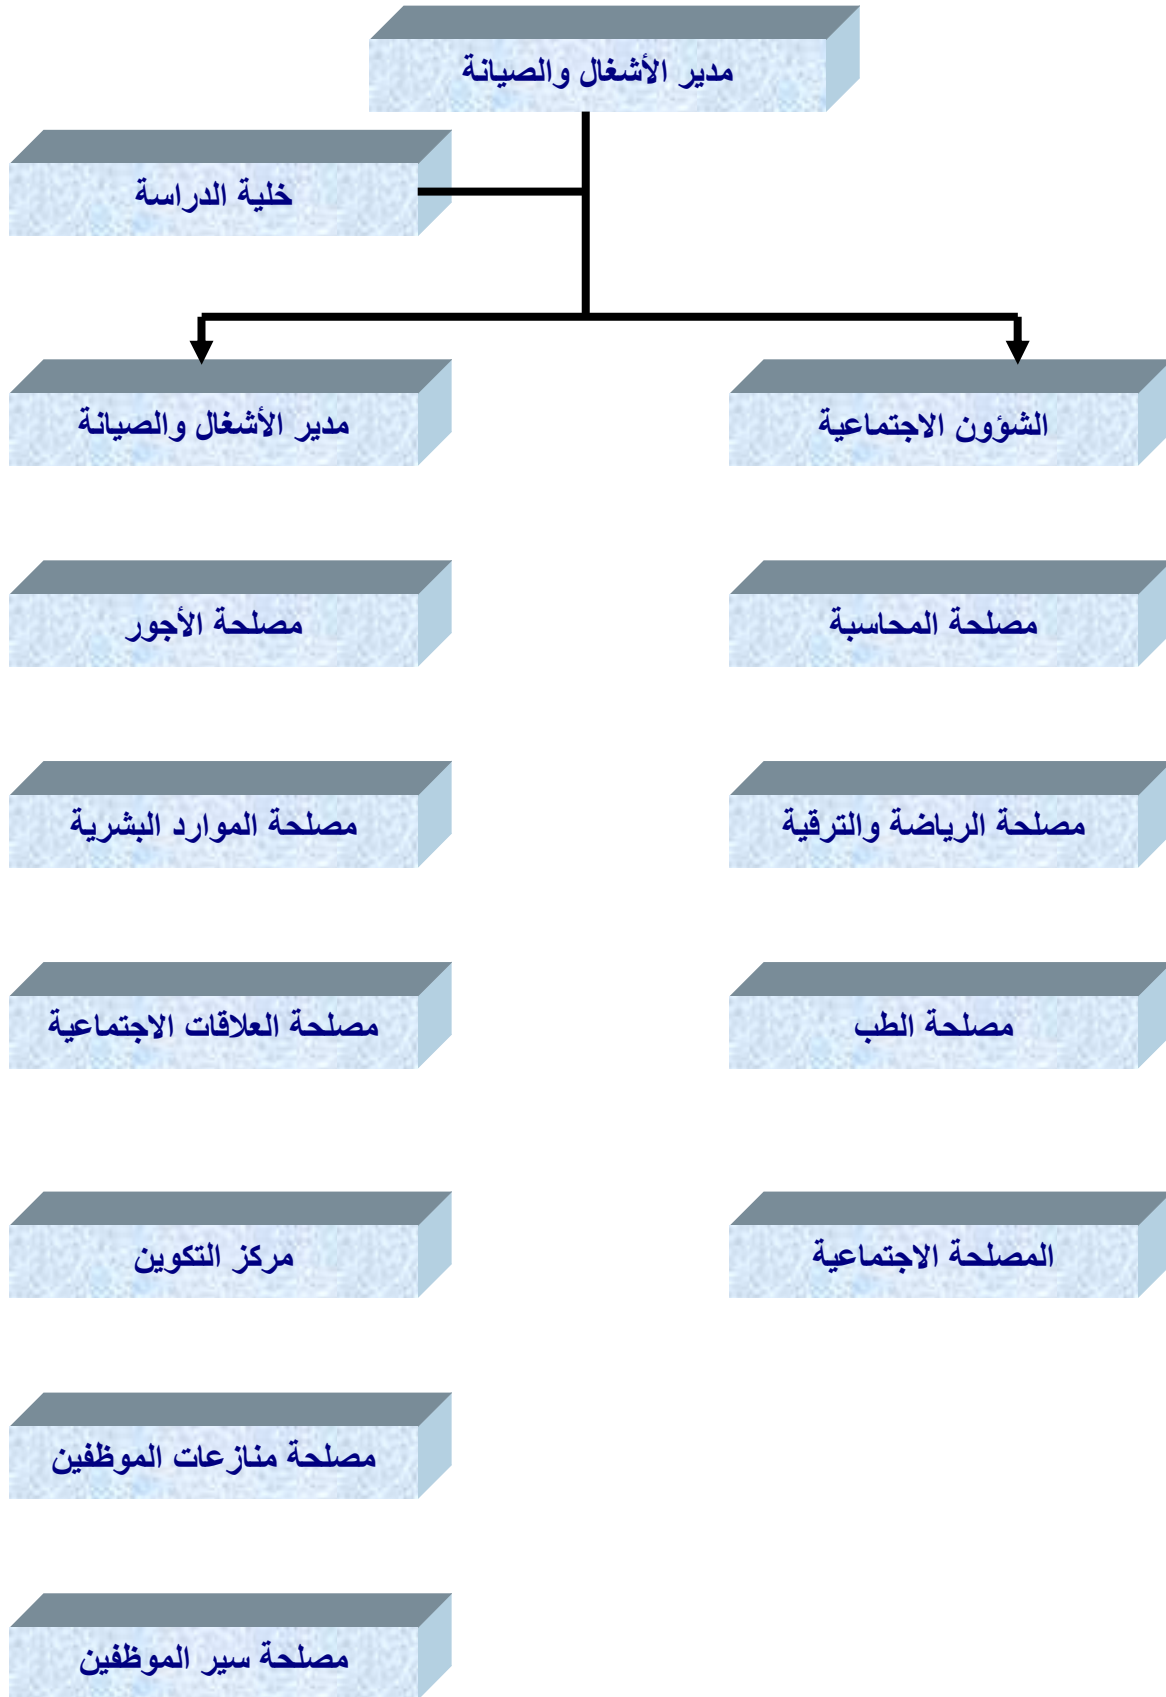 مدير الأشغال والصيانة
خلية الدراسة
الشؤون الاجتماعية
مدير الأشغال والصيانة
مصلحة المحاسبة
مصلحة الأجور
مصلحة الرياضة والترقية
مصلحة الموارد البشرية
مصلحة الطب
مصلحة العلاقات الاجتماعية
المصلحة الاجتماعية
مركز التكوين
مصلحة منازعات الموظفين
مصلحة سير الموظفين